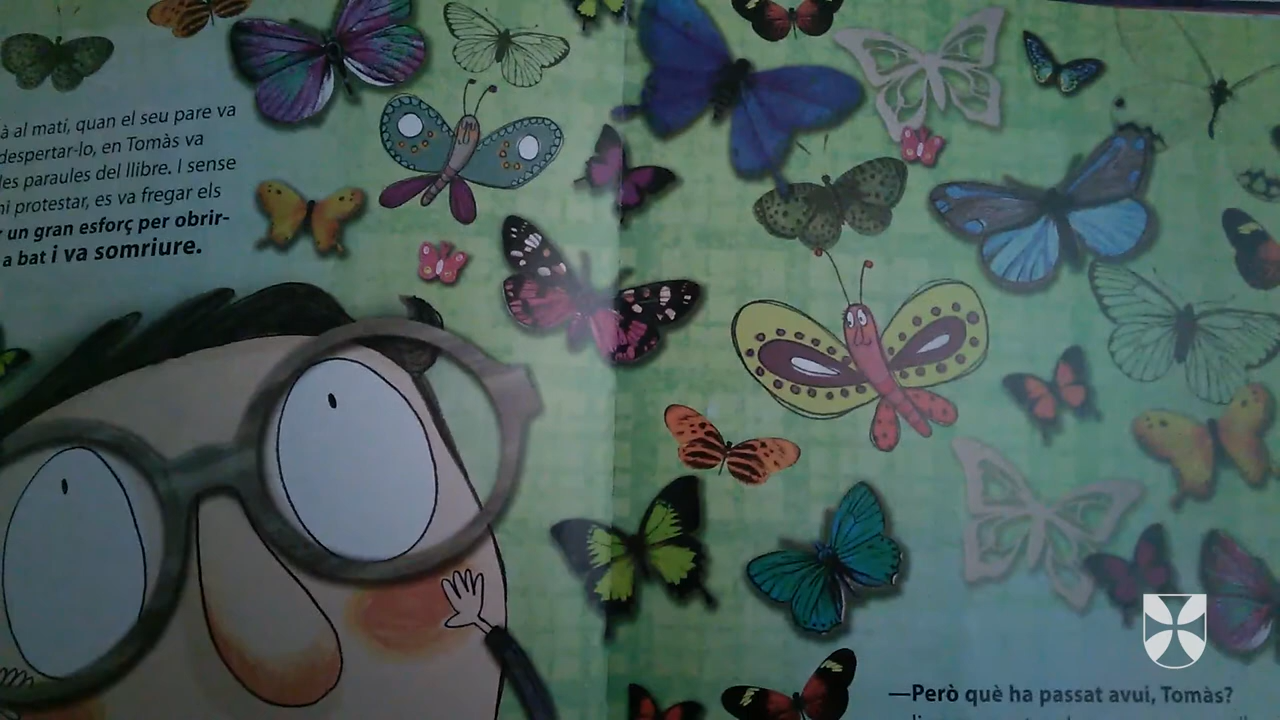 à al matí, quan el seu pare va
despertar-lo, en Tomàs va
les paraules del llibre. I sense
ni protestar, es va fregar els
r un gran esforç per obrir-
a bat i va somriure.
—Però què ha passat avui, Tomàs?